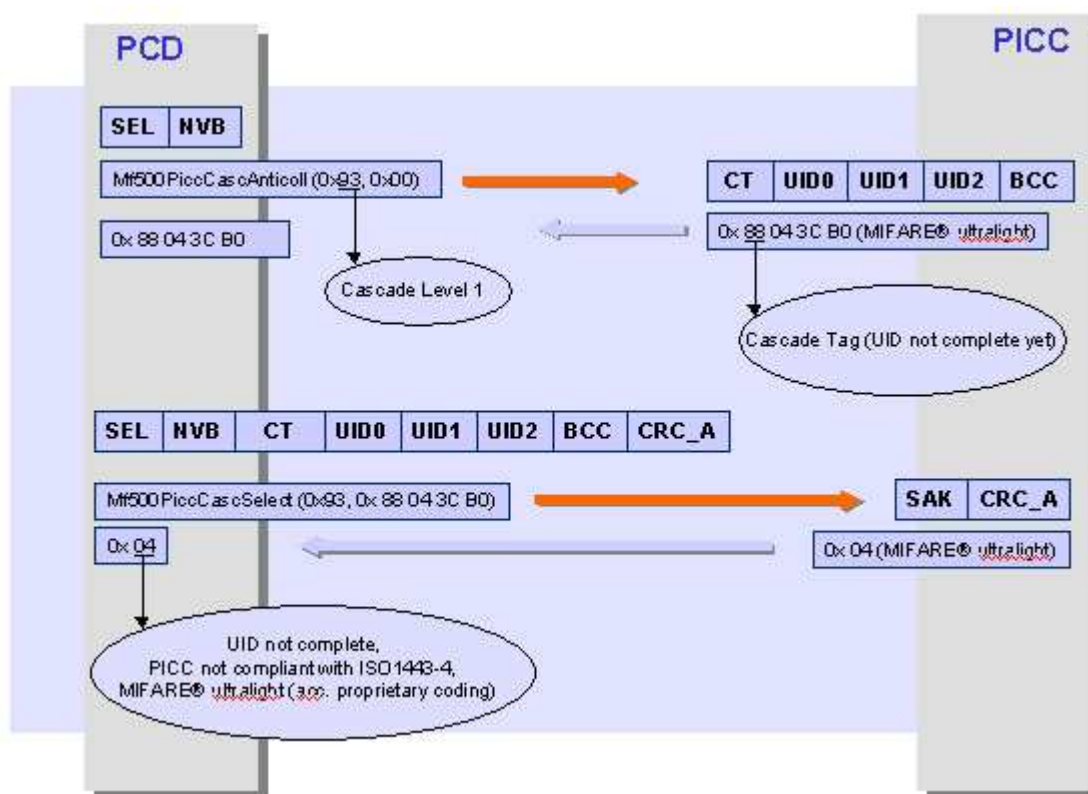 PCD
PICC
SEL NVB
Mf500PiccCascAnticoll (0x93, 0x00)
CT UID0 UID1 UID2 BCC
0x 88 04 3C B0
0x 88 04 3C B0 (MIFARE® ultralight)
Cascade Level 1
Cascade Tag (UID not complete yet)
SEL NVB CT UID0 UID1 UID2 BCC CRC_A
Mf500PiccCascSelect (0x93, 0x 88 04 3C B0)
SAK CRC_A
0x 04
0x 04 (MIFARE® ultralight)
UID not complete,
PICC not compliant with ISO1443-4,
MIFARE® ultralight (acc. proprietary coding)